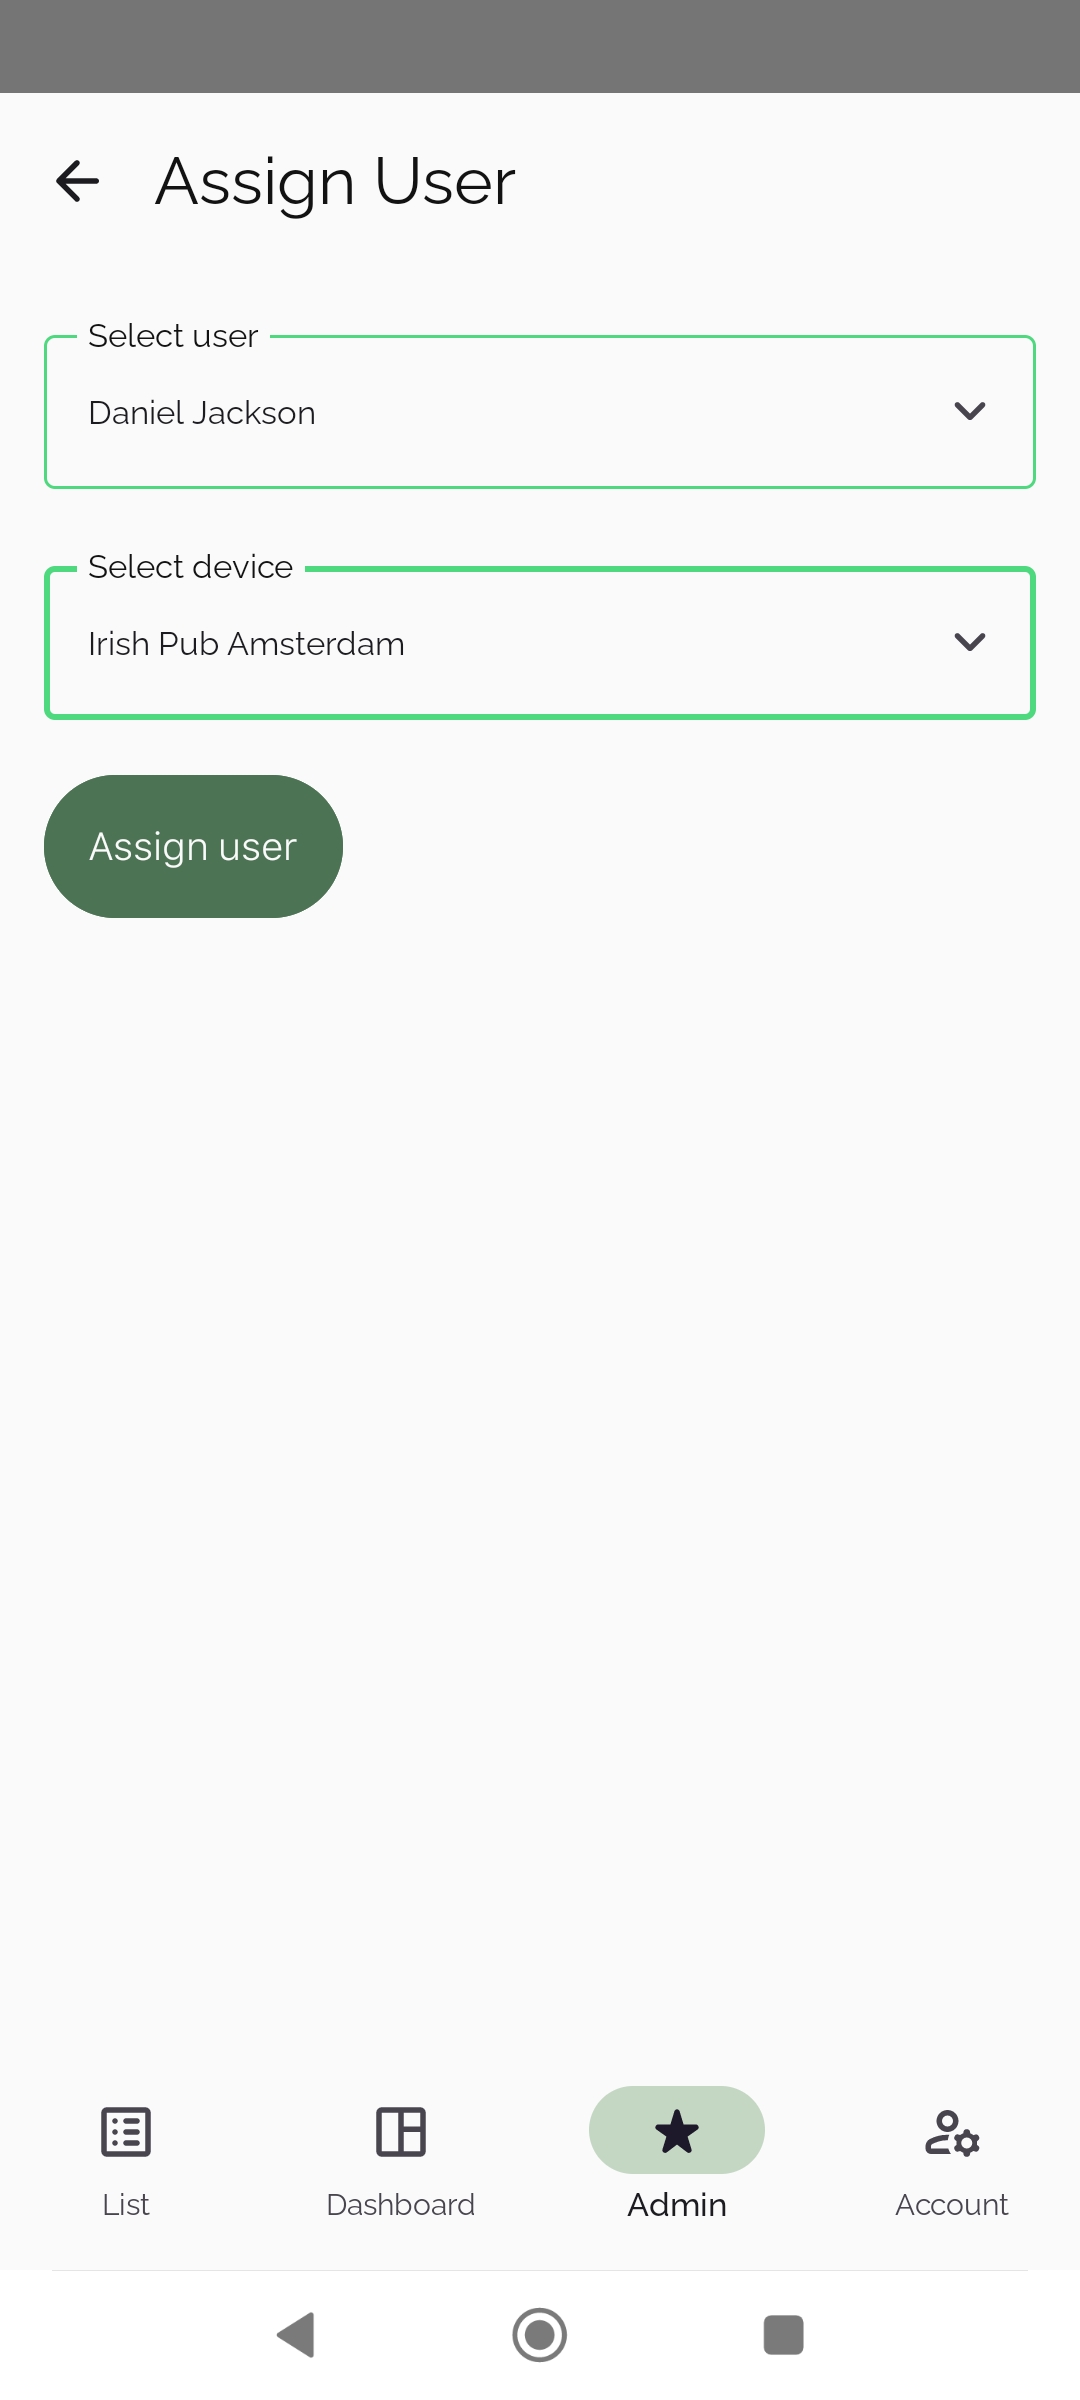 Assign User
Select user
Daniel Jackson
Select device
Irish Pub Amsterdam
Assign user
List
Dashboard
Admin
Account